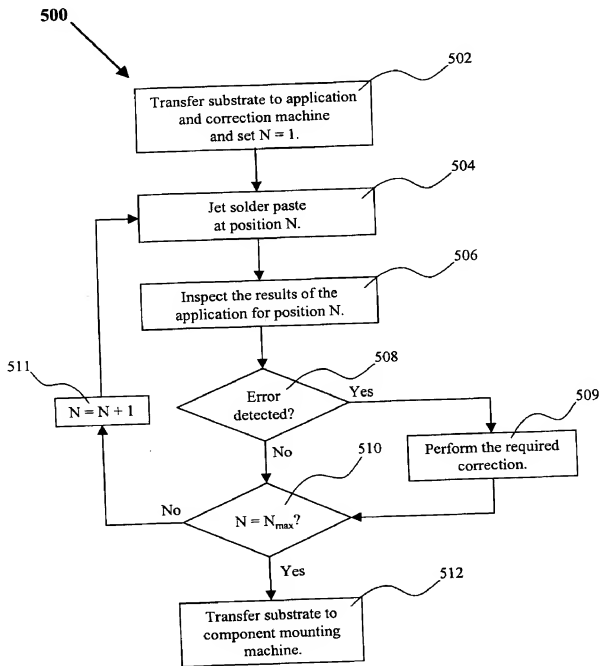 500
502
Transfer substrate to application
and correction machine
and set N = 1.
504
Jet solder paste
at position N.
506
Inspect the results of the
application for position N.
508
Error
detected?
Yes
511
N = N + 1
509
Perform the required
correction.
No
510
N = Nmax?
No
Yes
512
Transfer substrate to
component mounting
machine.